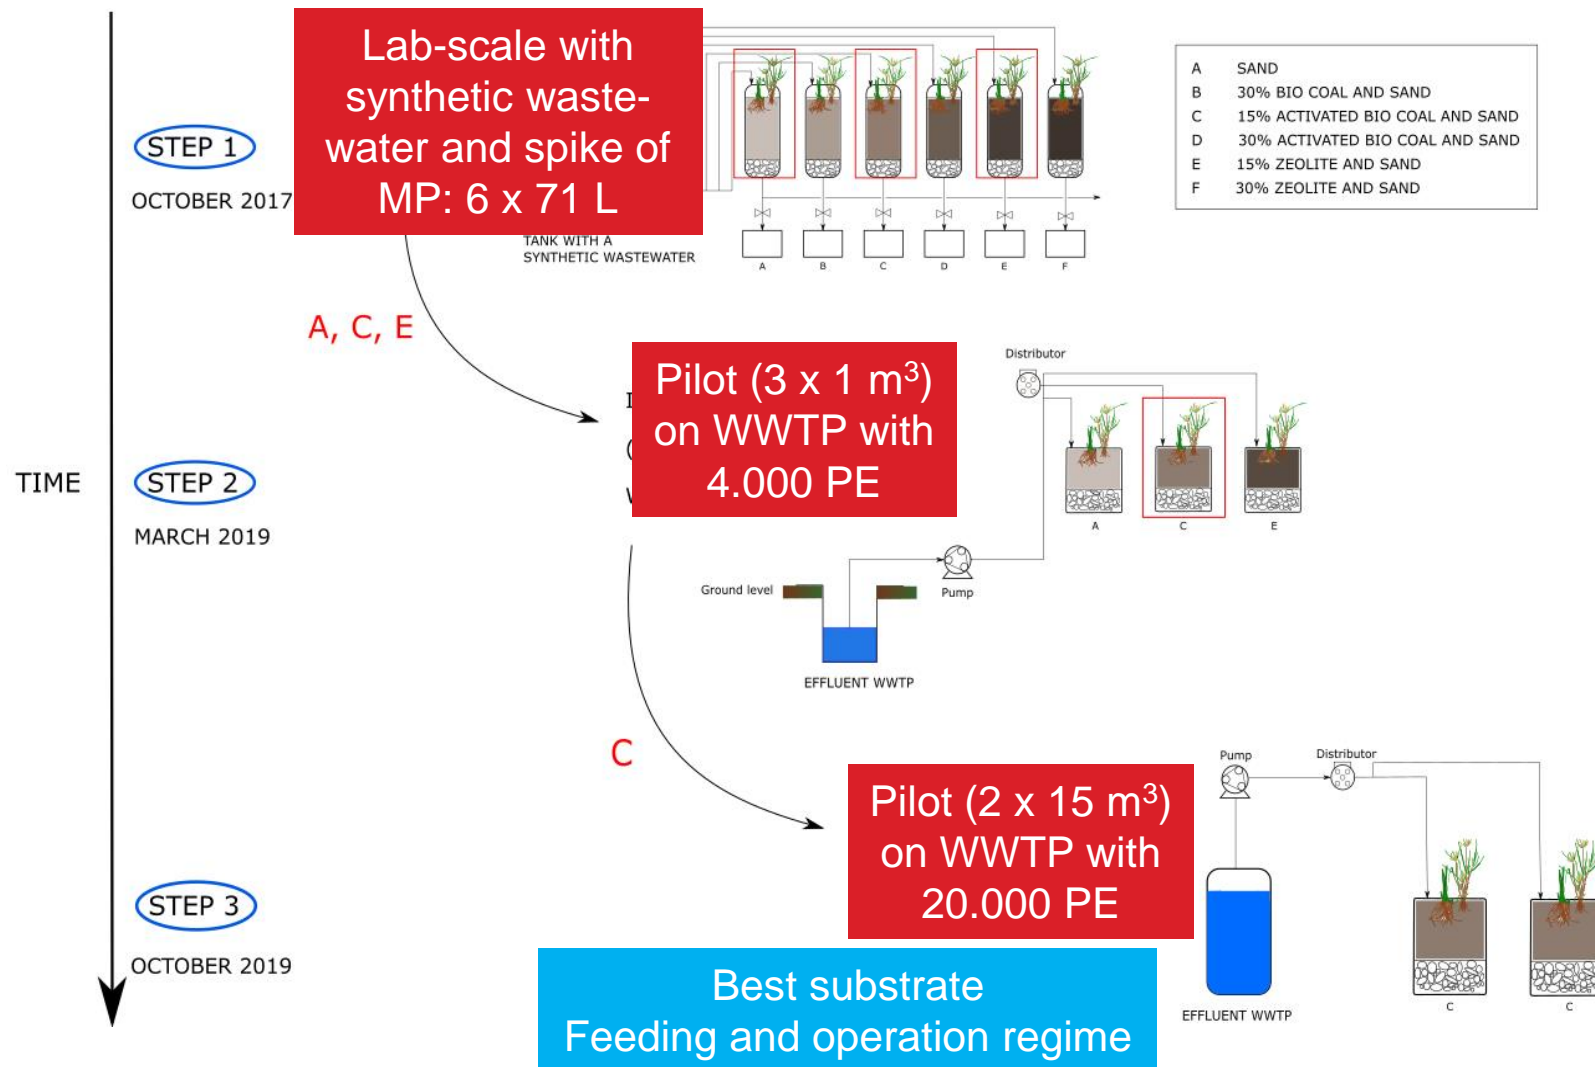 Lab-scale with
synthetic waste-
water and spike of
MP: 6 x 71 L
STEP 1
OCTOBER 2017
TANK WITH A
SYNTHETIC WASTEWATER
A B C D E F
A SAND
B 30% BIO COAL AND SAND
C 15% ACTIVATED BIO COAL AND SAND
D 30% ACTIVATED BIO COAL AND SAND
E 15% ZEOLITE AND SAND
F 30% ZEOLITE AND SAND
A, C, E
TIME
STEP 2
MARCH 2019
Pilot (3 x 1 m³)
on WWTP with
4.000 PE
Distributor
A C E
Pump
Ground level
EFFLUENT WWTP
C
STEP 3
OCTOBER 2019
Pilot (2 x 15 m³)
on WWTP with
20.000 PE
Pump
Distributor
EFFLUENT WWTP
C C
Best substrate
Feeding and operation regime